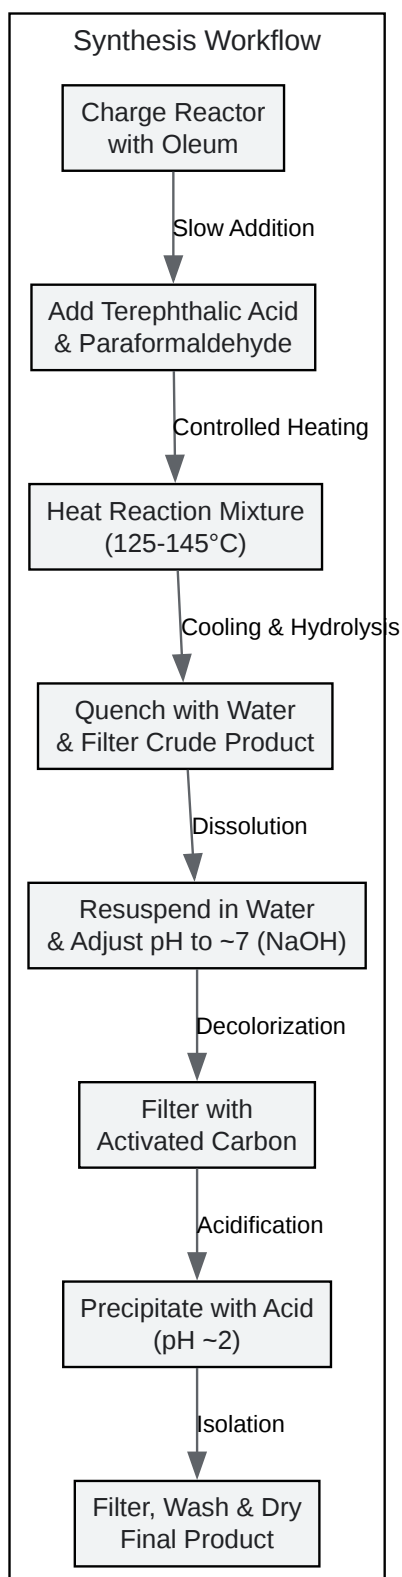 Synthesis Workflow
Charge Reactor
with Oleum
Slow Addition
Add Terephthalic Acid
& Paraformaldehyde
Controlled Heating
Heat Reaction Mixture
(125-145°C)
Cooling & Hydrolysis
Quench with Water
& Filter Crude Product
Dissolution
Resuspend in Water
& Adjust pH to ~7 (NaOH)
Decolorization
Filter with
Activated Carbon
Acidification
Precipitate with Acid
(pH ~2)
Isolation
Filter, Wash & Dry
Final Product